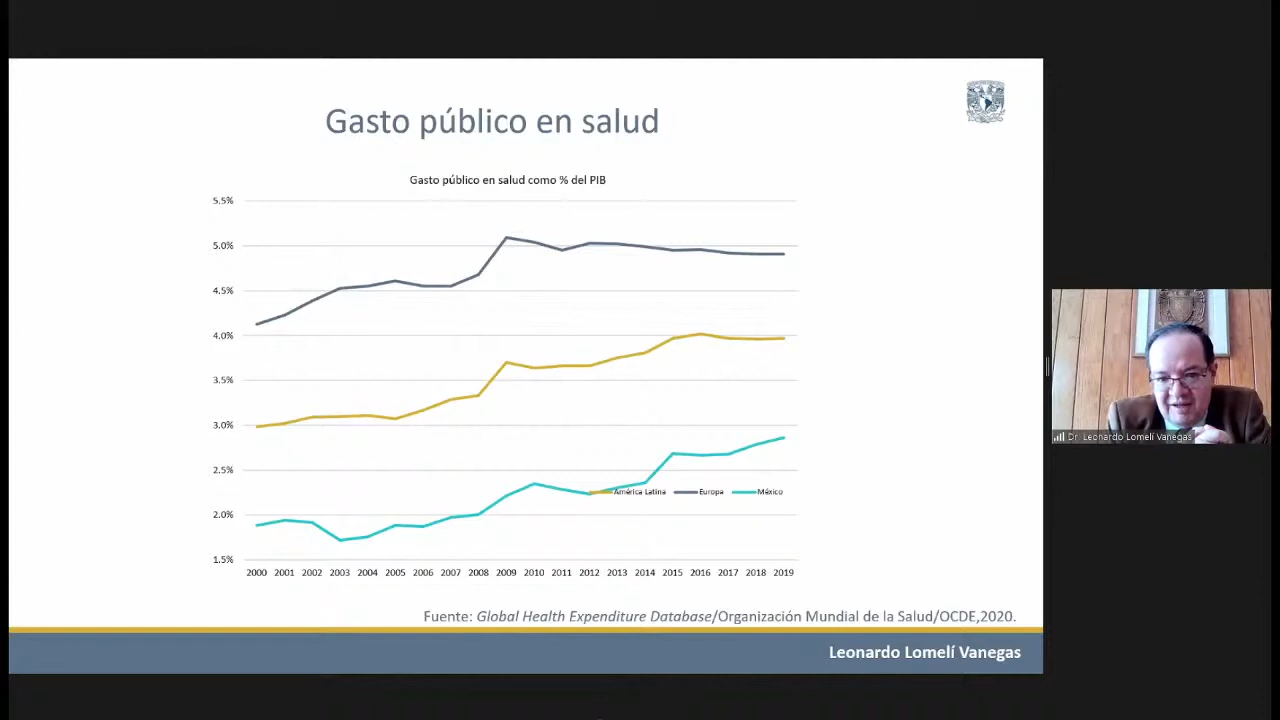 Gasto público en salud
Gasto público en salud como % del PIB
5.5%
5.0%
4.5%
4.0%
3.5%
3.0%
2.5%
2.0%
1.5%
América Latina Europa México
2000 2001 2002 2003 2004 2005 2006 2007 2008 2009 2010 2011 2012 2013 2014 2015 2016 2017 2018 2019
Fuente: Global Health Expenditure Database/Organización Mundial de la Salud/OCDE,2020.
Leonardo Lomelí Vanegas
Dr. Leonardo Lomelí Vanegas